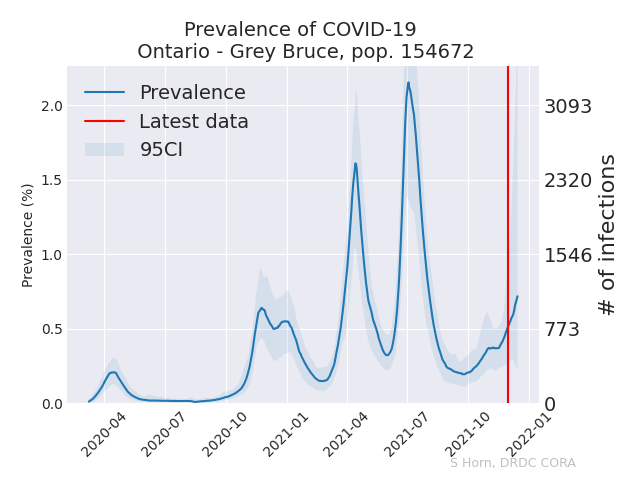 Prevalence of COVID-19
Ontario - Grey Bruce, pop. 154672
Prevalence
Latest data
95CI
Prevalence (%)
2.0
1.5
1.0
0.5
0.0
3093
2320
1546
773
0
# of infections
2020-04
2020-07
2020-10
2021-01
2021-04
2021-07
2021-10
2022-01
S Horn, DRDC CORA